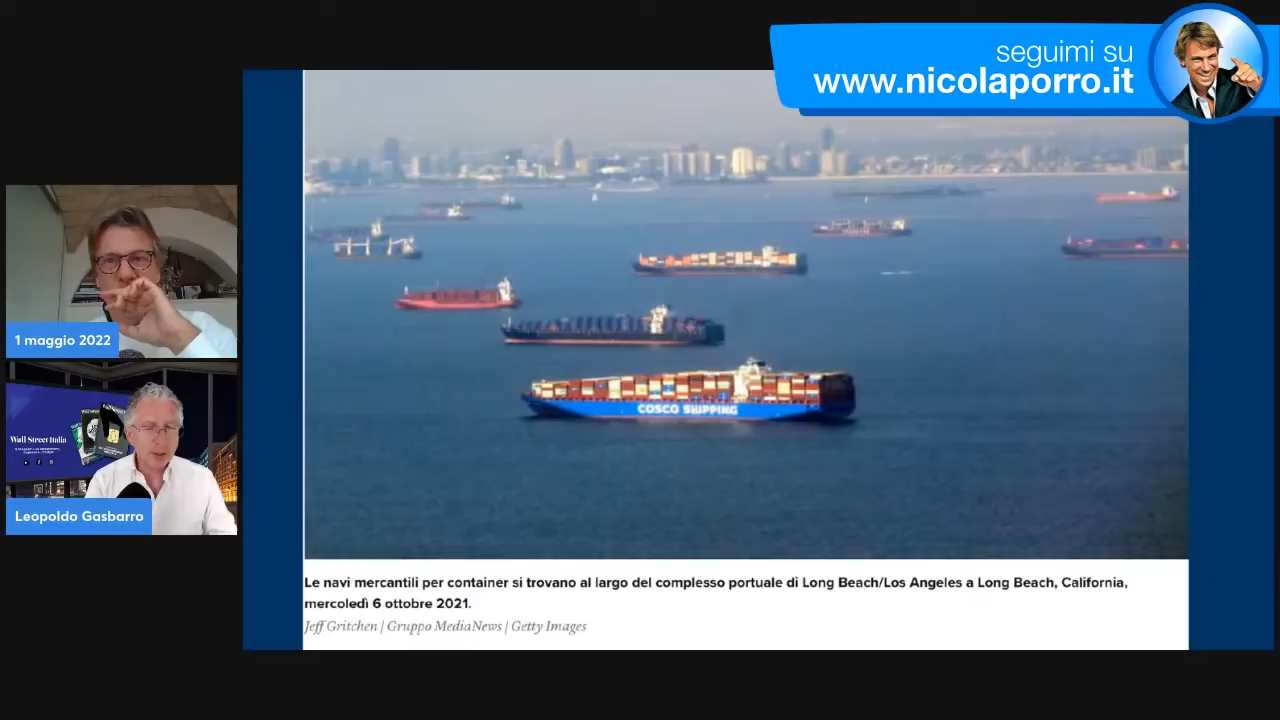 seguimi su
www.nicolaporro.it
1 maggio 2022
Wall Street Italia
Leopoldo Gasbarro
COSCO SHIPPING
Le navi mercantili per container si trovano al largo del complesso portuale di Long Beach/Los Angeles a Long Beach, California,
mercoledì 6 ottobre 2021.
Jeff Gritchen | Gruppo MediaNews | Getty Images